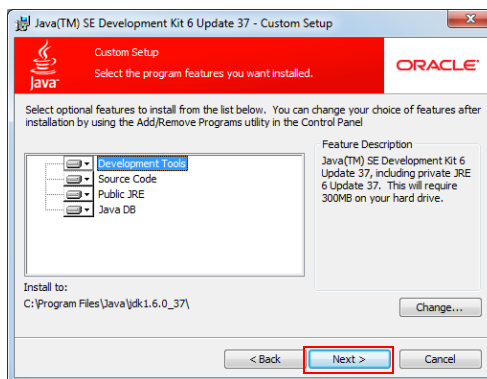 Java(TM) SE Development Kit 6 Update 37 - Custom Setup
Custom Setup
Select the program features you want installed.
Java
ORACLE
Select optional features to install from the list below. You can change your choice of features after
installation by using the Add/Remove Programs utility in the Control Panel
Development Tools
Source Code
Public JRE
Java DB
Feature Description
Java(TM) SE Development Kit 6
Update 37, including private JRE
6 Update 37. This will require
300MB on your hard drive.
Install to:
C:\Program Files\Java\jdk1.6.0_37\
Change...
< Back
Next >
Cancel